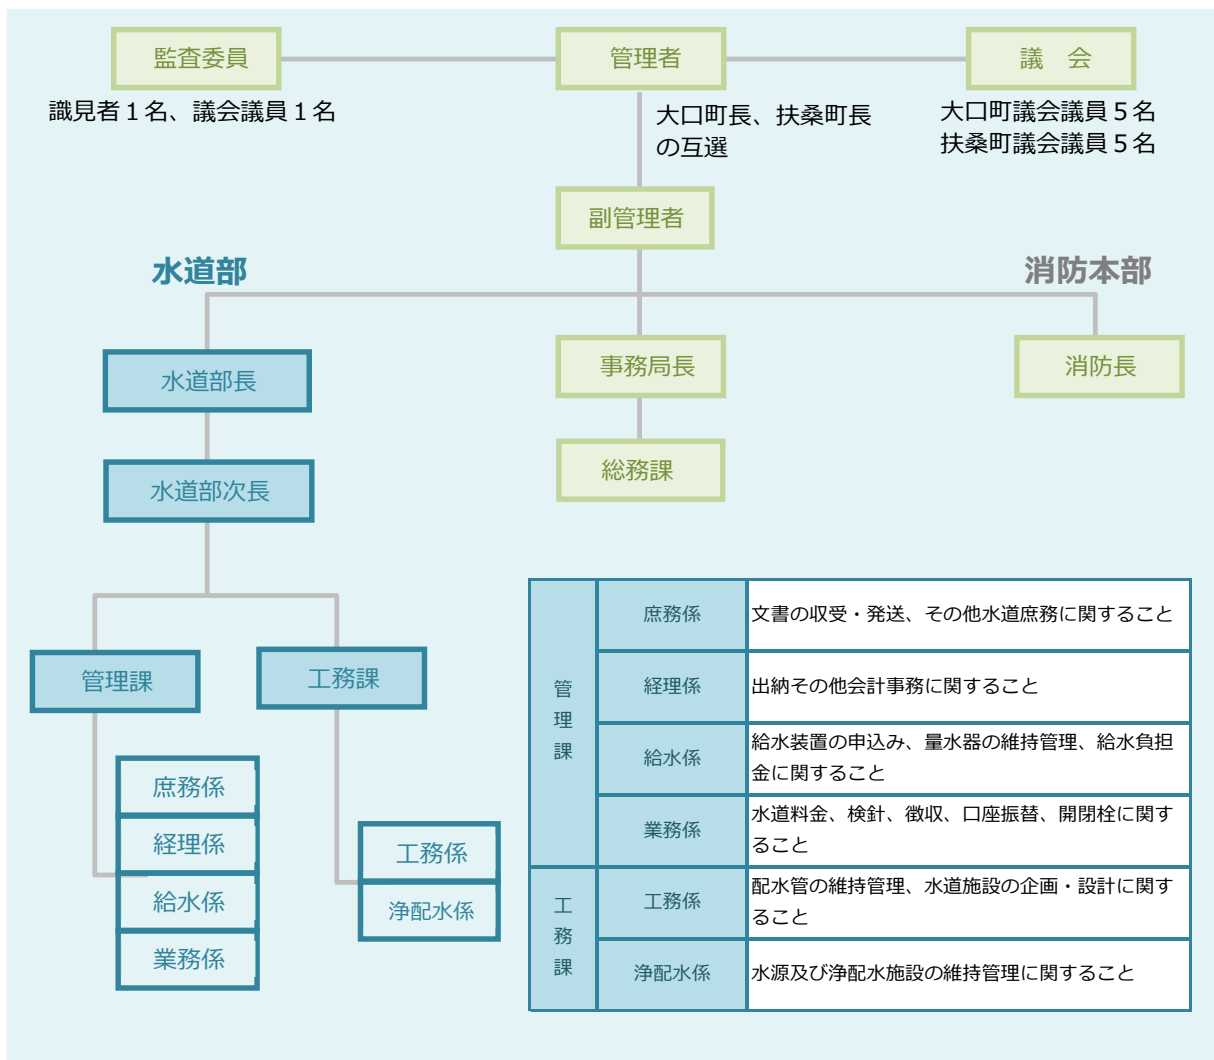 監査委員
管理者
議　会
識見者１名、議会議員１名
大口町長、扶桑町長
の互選
大口町議会議員５名
扶桑町議会議員５名
副管理者
水道部
消防本部
水道部長
事務局長
消防長
水道部次長
総務課
管理課
工務課
庶務係
経理係
給水係
業務係
工務係
浄配水係
管理課
庶務係
文書の収受・発送、その他水道庶務に関すること
経理係
出納その他会計事務に関すること
給水係
給水装置の申込み、量水器の維持管理、給水負担
金に関すること
業務係
水道料金、検針、徴収、口座振替、開閉栓に関す
ること
工務課
工務係
配水管の維持管理、水道施設の企画・設計に関す
ること
浄配水係
水源及び浄配水施設の維持管理に関すること